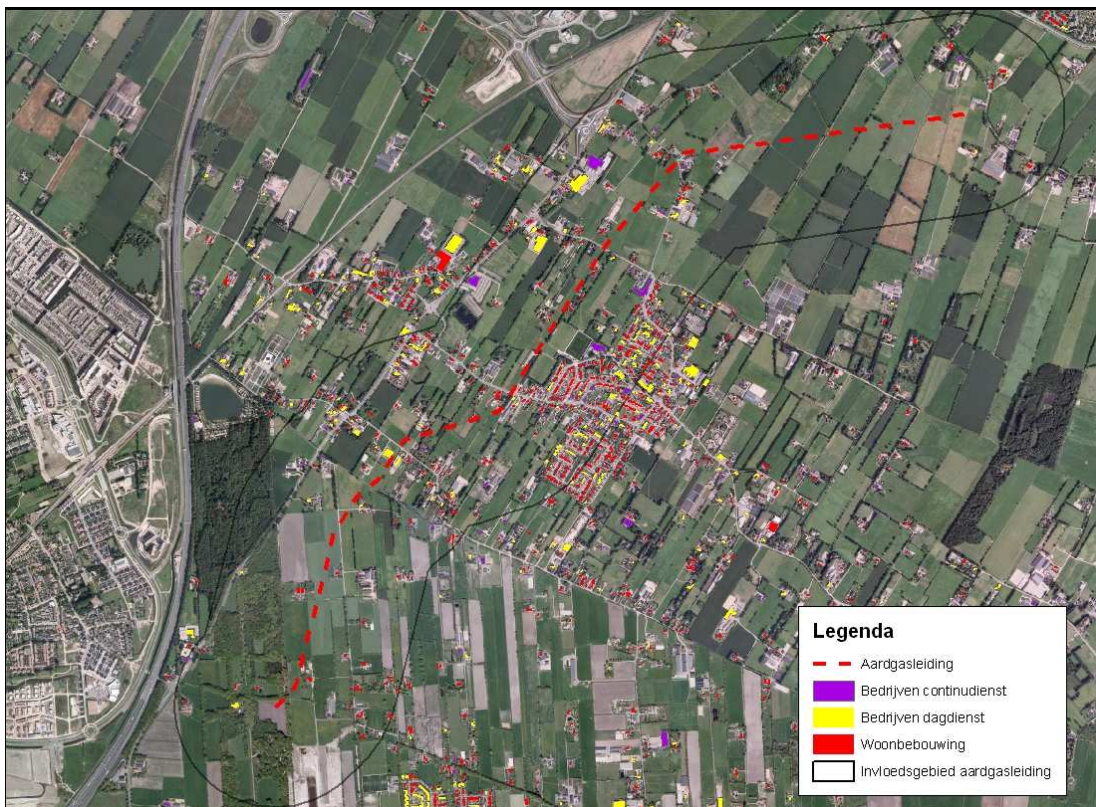 Legenda
Aardgasleiding
Bedrijven continudienst
Bedrijven dagdienst
Woonbebouwing
Invloedsgebied aardgasleiding